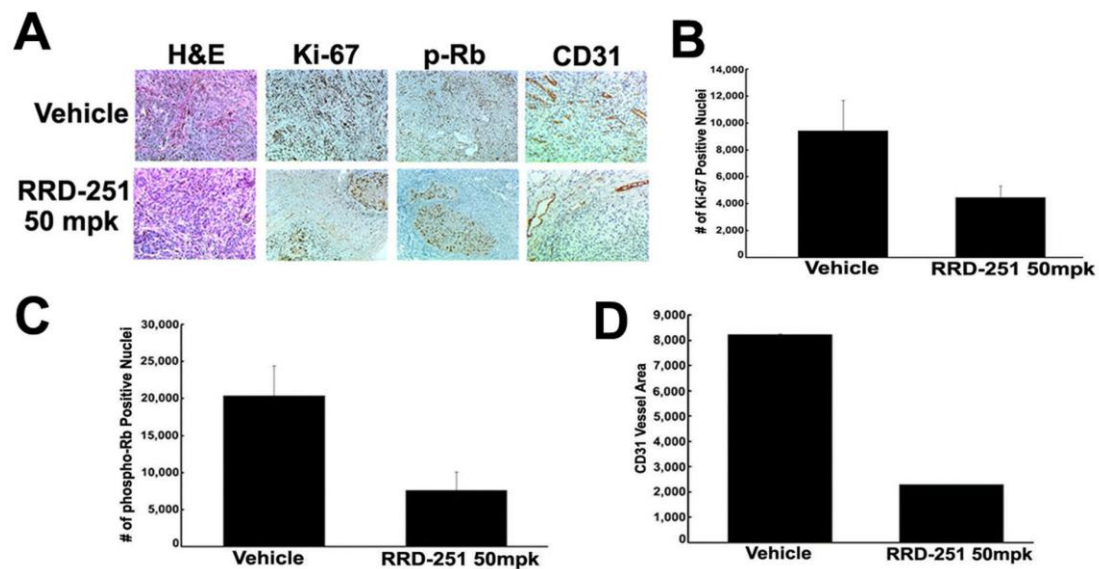 A
H&E
Ki-67
p-Rb
CD31
Vehicle
RRD-251
50 mpk
B
# of Ki-67 Positive Nuclei
14,000
12,000
10,000
8,000
6,000
4,000
2,000
0
Vehicle
RRD-251 50mpk
C
# of phospho-Rb Positive Nuclei
30,000
25,000
20,000
15,000
10,000
5,000
0
Vehicle
RRD-251 50mpk
D
CD31 Vessel Area
9,000
8,000
7,000
6,000
5,000
4,000
3,000
2,000
1,000
0
Vehicle
RRD-251 50mpk